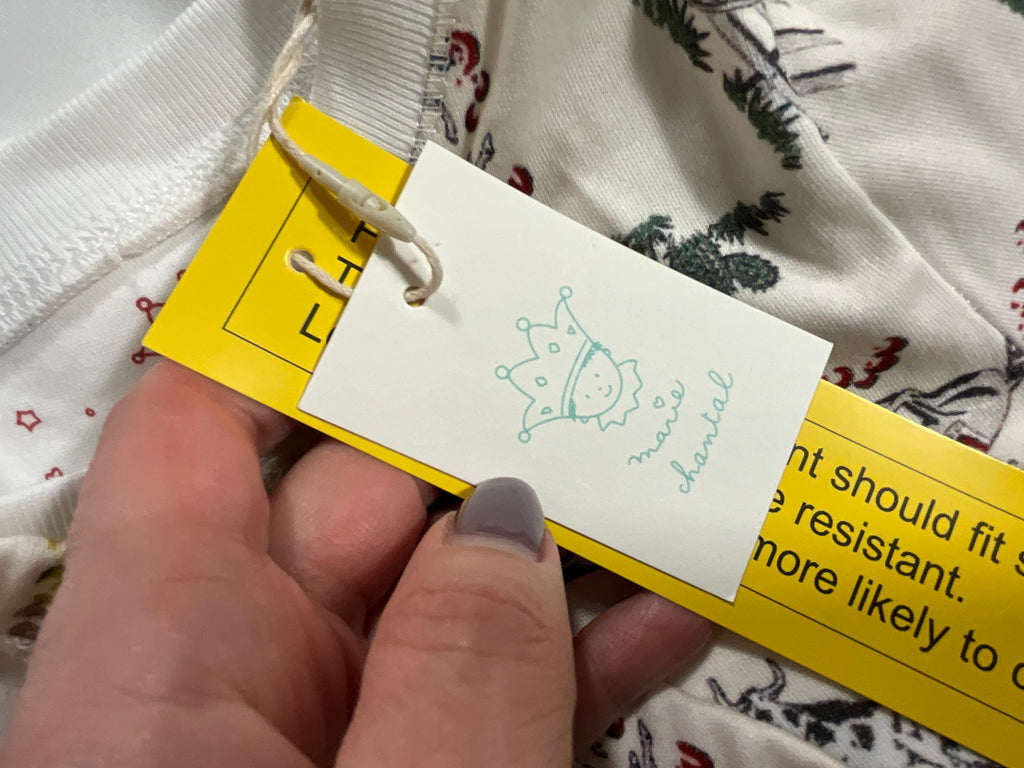 marie
chantal
nt should fit
resistant.
more likely to